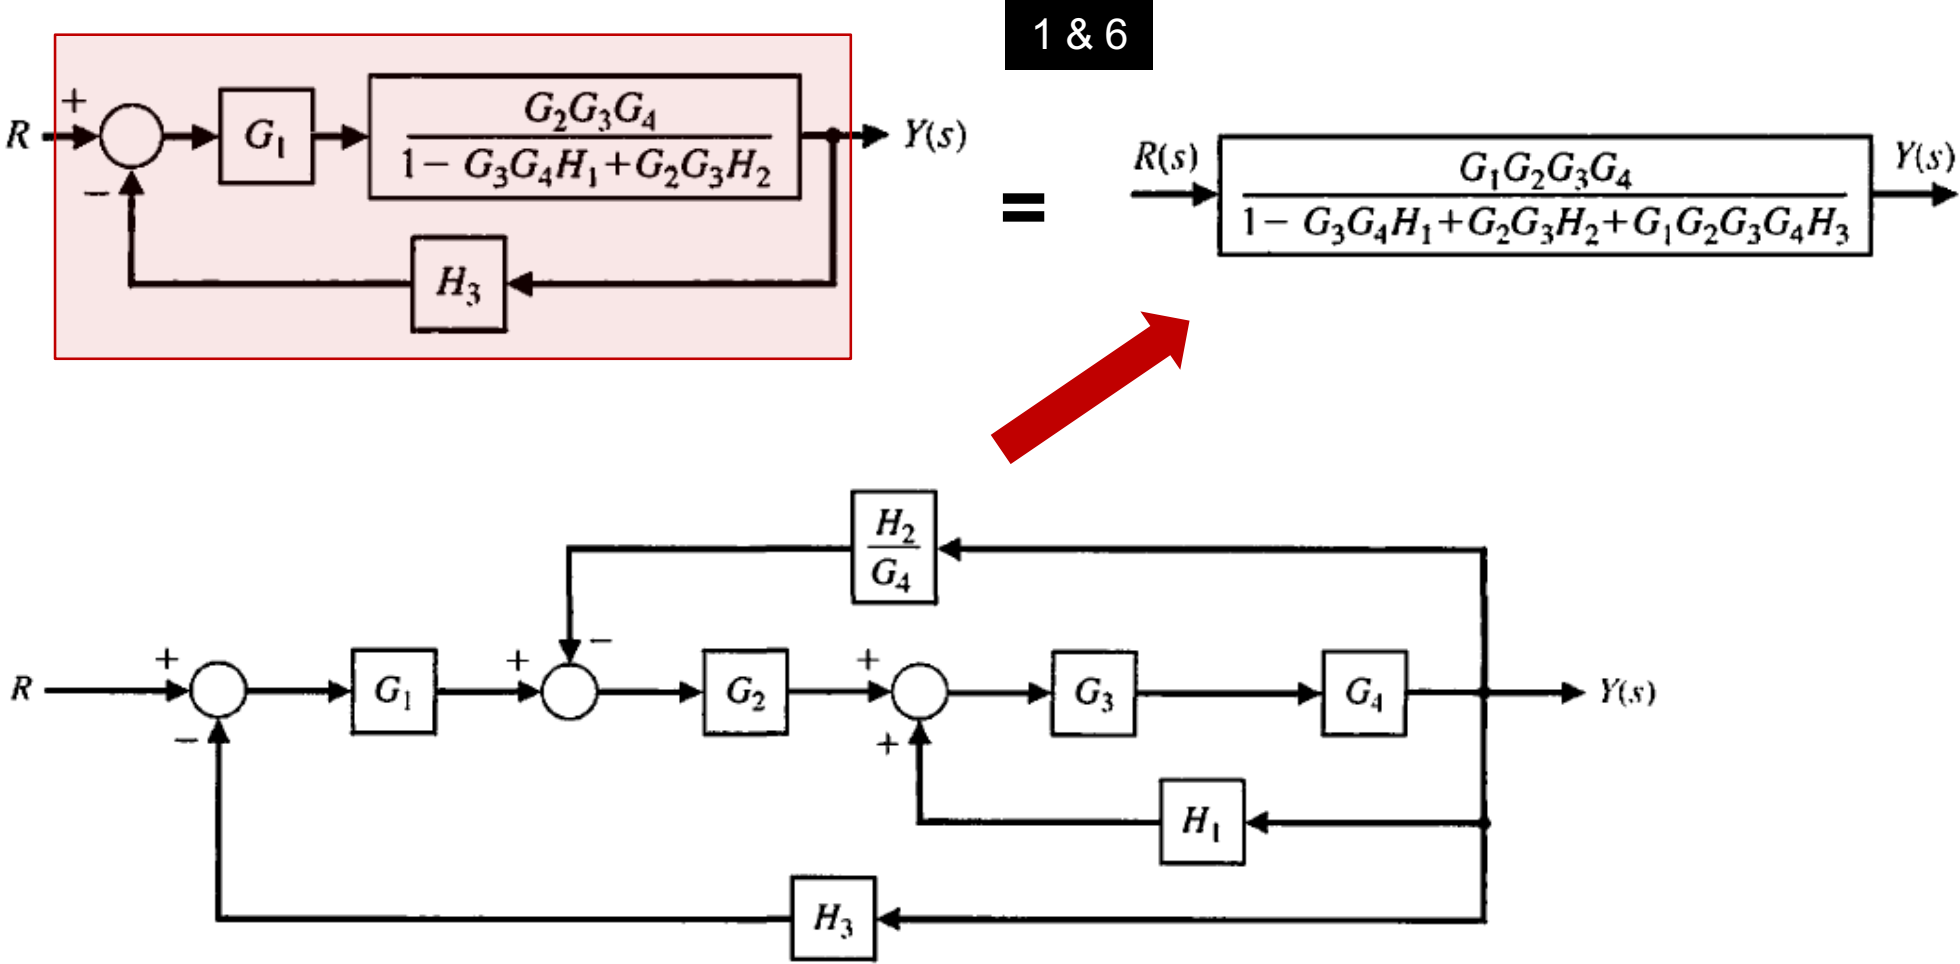 1 & 6
R + − G₁ G₂G₃G₄ Y(s)
1− G₃G₄H₁+G₂G₃H₂
H₃
=
R(s) G₁G₂G₃G₄ Y(s)
1− G₃G₄H₁+G₂G₃H₂+G₁G₂G₃G₄H₃
H₂
G₄
−
R + − G₁ + G₂ + + G₃ G₄ Y(s)
H₁
H₃